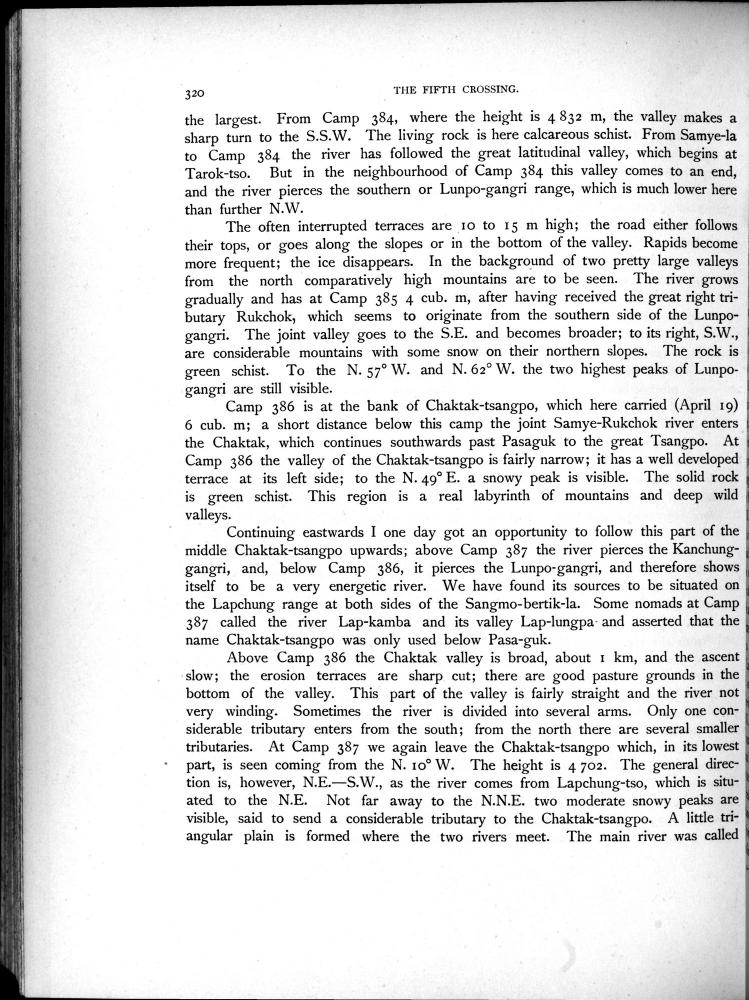 320
THE FIFTH CROSSING.
the largest. From Camp 384, where the height is 4 832 m, the valley makes a
sharp turn to the S.S.W. The living rock is here calcareous schist. From Samye-la
to Camp 384 the river has followed the great latitudinal valley, which begins at
Tarok-tso. But in the neighbourhood of Camp 384 this valley comes to an end,
and the river pierces the southern or Lunpo-gangri range, which is much lower here
than further N.W.
The often interrupted terraces are 10 to 15 m high; the road either follows
their tops, or goes along the slopes or in the bottom of the valley. Rapids become
more frequent; the ice disappears. In the background of two pretty large valleys
from the north comparatively high mountains are to be seen. The river grows
gradually and has at Camp 385 4 cub. m, after having received the great right tri-
butary Rukchok, which seems to originate from the southern side of the Lunpo-
gangri. The joint valley goes to the S.E. and becomes broader; to its right, S.W.,
are considerable mountains with some snow on their northern slopes. The rock is
green schist. To the N. 57° W. and N. 62° W. the two highest peaks of Lunpo-
gangri are still visible.
Camp 386 is at the bank of Chaktak-tsangpo, which here carried (April 19)
6 cub. m; a short distance below this camp the joint Samye-Rukchok river enters
the Chaktak, which continues southwards past Pasaguk to the great Tsangpo. At
Camp 386 the valley of the Chaktak-tsangpo is fairly narrow; it has a well developed
terrace at its left side; to the N. 49° E. a snowy peak is visible. The solid rock
is green schist. This region is a real labyrinth of mountains and deep wild
valleys.
Continuing eastwards I one day got an opportunity to follow this part of the
middle Chaktak-tsangpo upwards; above Camp 387 the river pierces the Kanchung-
gangri, and, below Camp 386, it pierces the Lunpo-gangri, and therefore shows
itself to be a very energetic river. We have found its sources to be situated on
the Lapchung range at both sides of the Sangmo-bertik-la. Some nomads at Camp
387 called the river Lap-kamba and its valley Lap-lungpa and asserted that the
name Chaktak-tsangpo was only used below Pasa-guk.
Above Camp 386 the Chaktak valley is broad, about 1 km, and the ascent
slow; the erosion terraces are sharp cut; there are good pasture grounds in the
bottom of the valley. This part of the valley is fairly straight and the river not
very winding. Sometimes the river is divided into several arms. Only one con-
siderable tributary enters from the south; from the north there are several smaller
tributaries. At Camp 387 we again leave the Chaktak-tsangpo which, in its lowest
part, is seen coming from the N. 10° W. The height is 4 702. The general direc-
tion is, however, N.E.—S.W., as the river comes from Lapchung-tso, which is situ-
ated to the N.E. Not far away to the N.N.E. two moderate snowy peaks are
visible, said to send a considerable tributary to the Chaktak-tsangpo. A little tri-
angular plain is formed where the two rivers meet. The main river was called